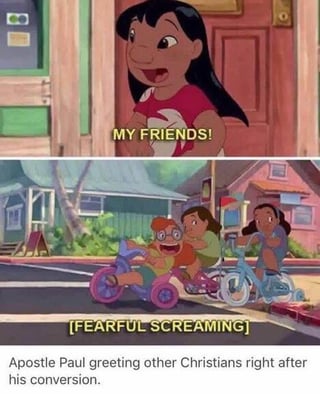 MY FRIENDS!
[FEARFUL SCREAMING]
Apostle Paul greeting other Christians right after
his conversion.